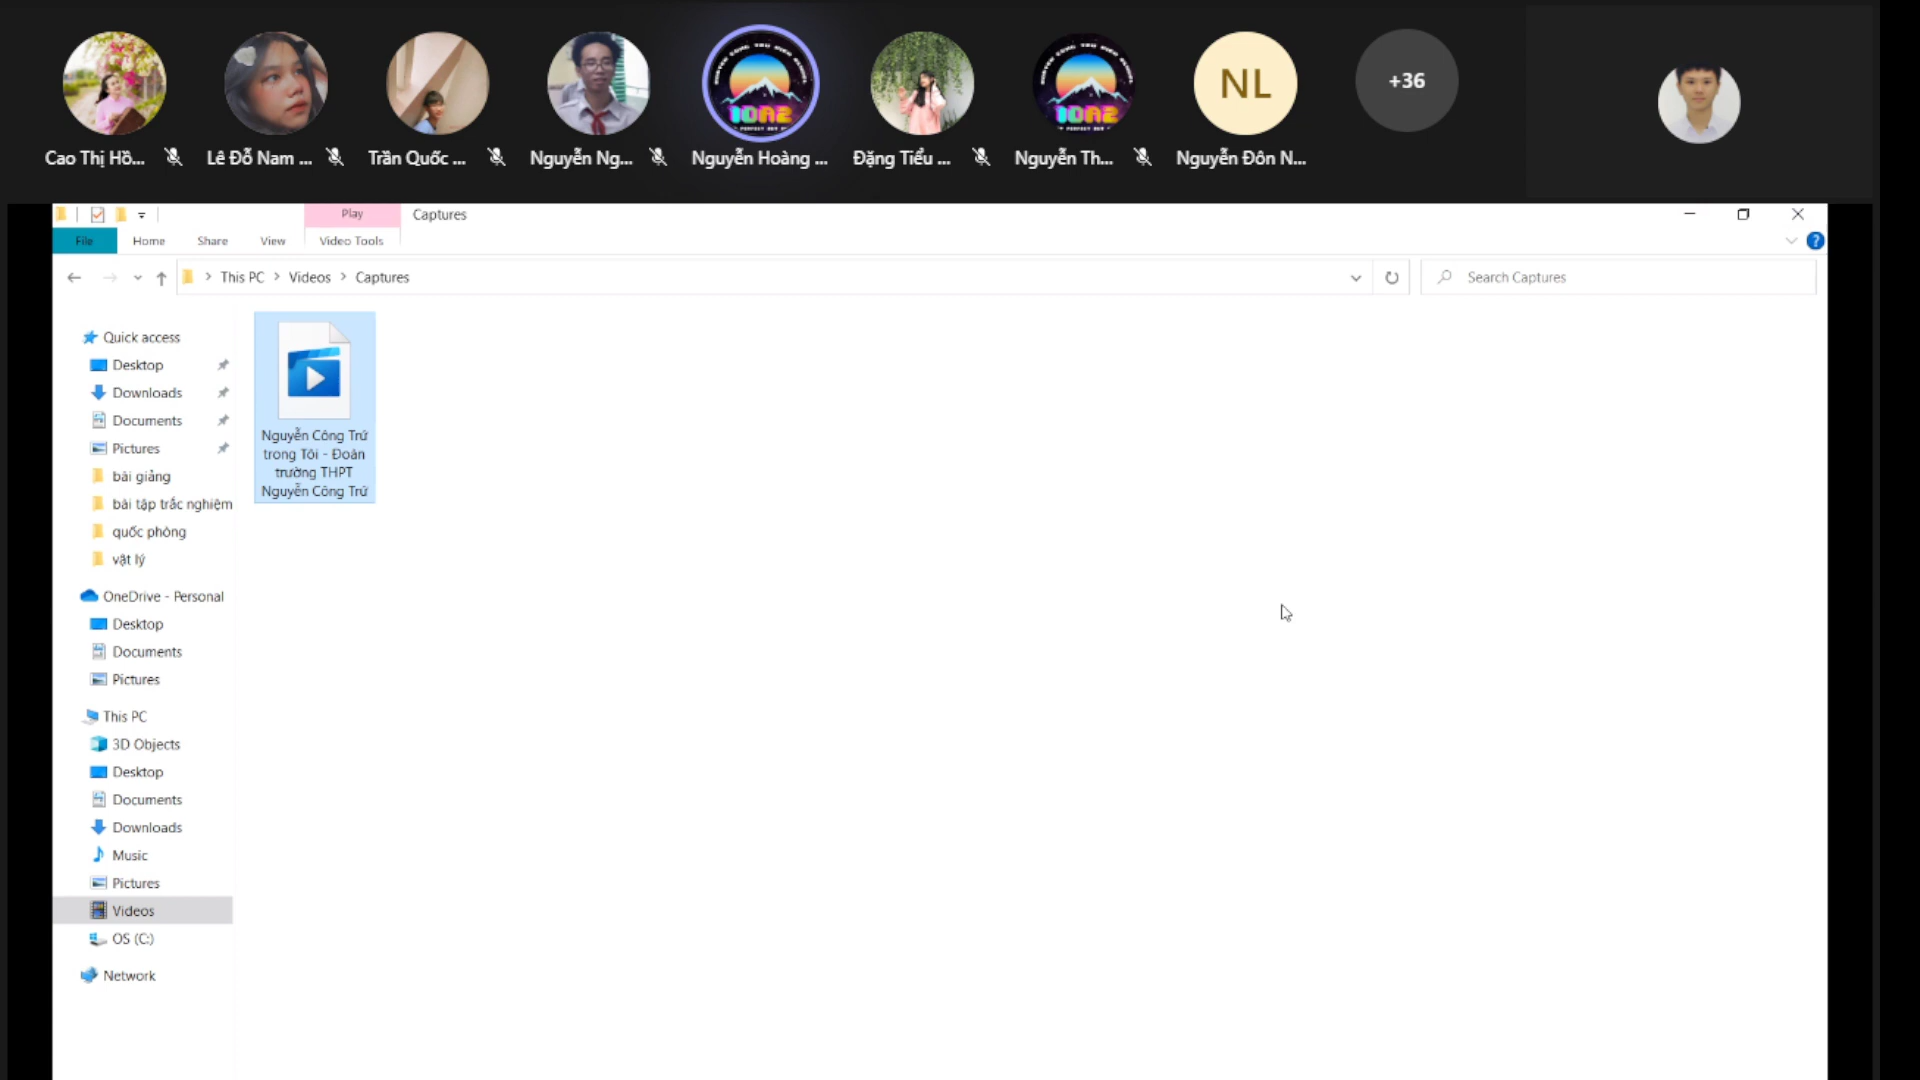 NL
+36
Cao Thị Hồ...
Lê Đỗ Nam ...
Trần Quốc ...
Nguyễn Ng...
Nguyễn Hoàng ...
Đặng Tiểu ...
Nguyễn Th...
Nguyễn Đôn N...
10A2
10A2
Play
Captures
File
Home
Share
View
Video Tools
This PC > Videos > Captures
Search Captures
Quick access
Desktop
Downloads
Documents
Pictures
bài giảng
bài tập trắc nghiệm
quốc phòng
vật lý
OneDrive - Personal
Desktop
Documents
Pictures
This PC
3D Objects
Desktop
Documents
Downloads
Music
Pictures
Videos
OS (C:)
Network
Nguyễn Công Trứ
trong Tôi - Đoàn
trường THPT
Nguyễn Công Trứ